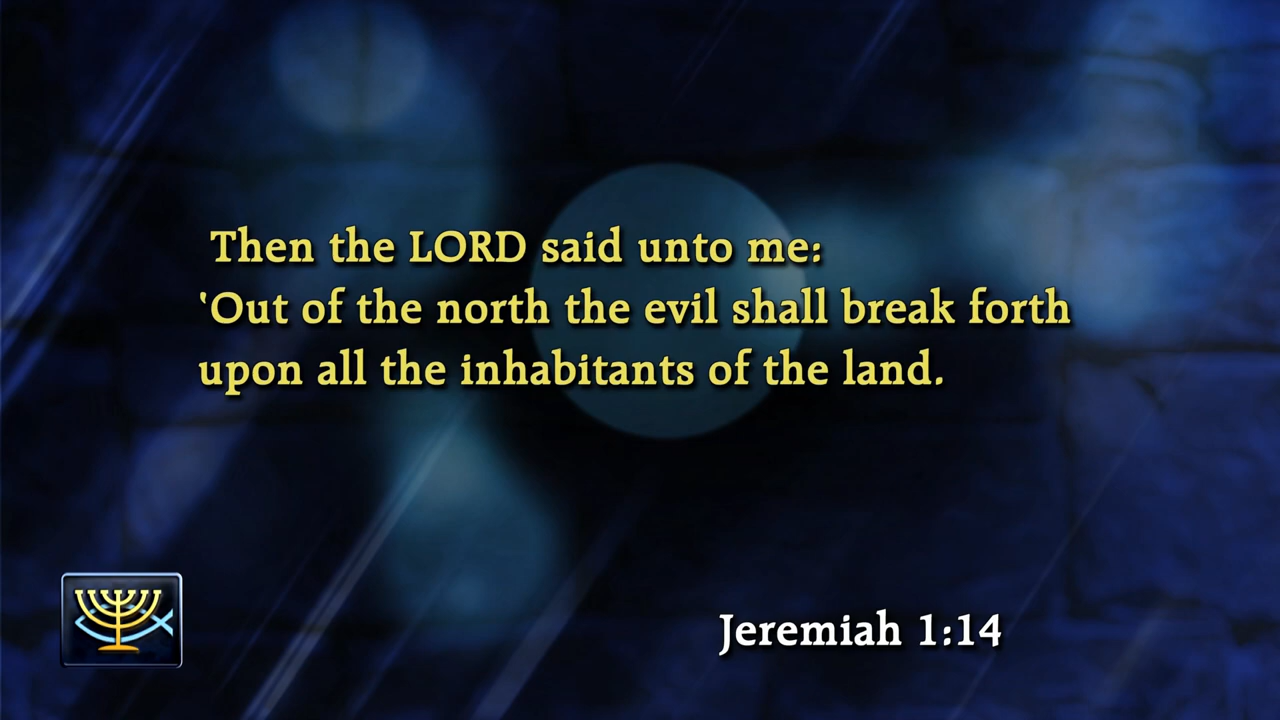 Then the LORD said unto me:
‘Out of the north the evil shall break forth
upon all the inhabitants of the land.
Jeremiah 1:14